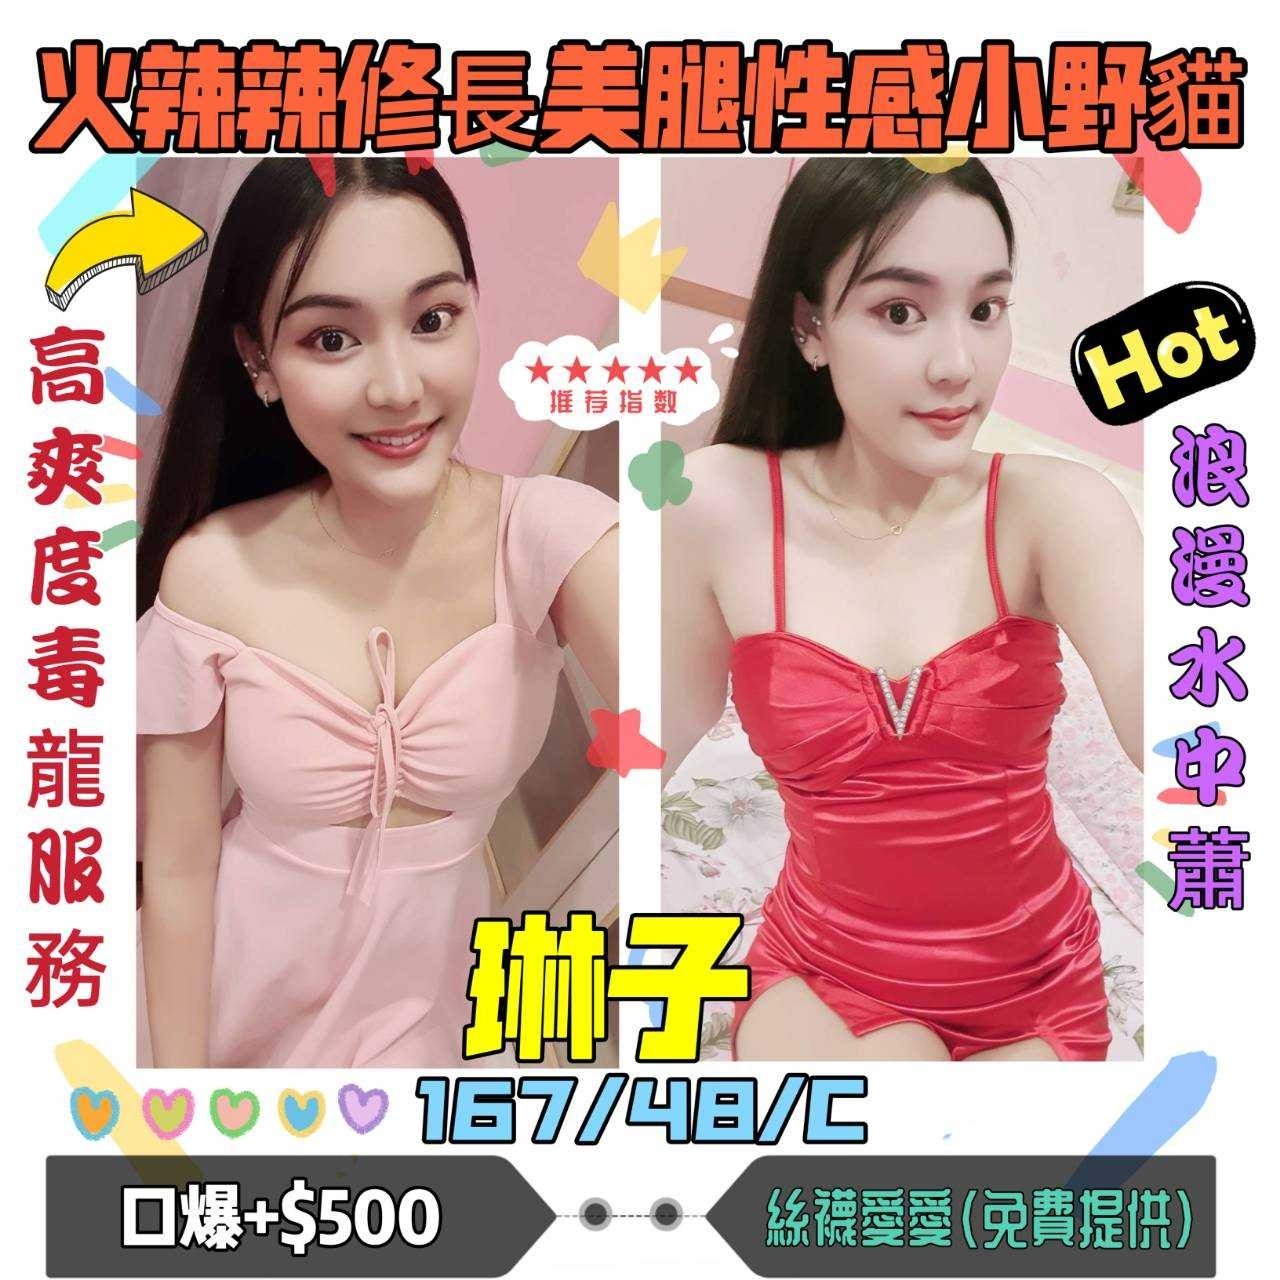 火辣辣修長美腿性感小野貓
高爽度毒龍服務
★★★★★
推荐指数
Hot
浪漫水中蕭
琳子
167/48/C
口爆+$500
絲襪愛愛(免費提供)